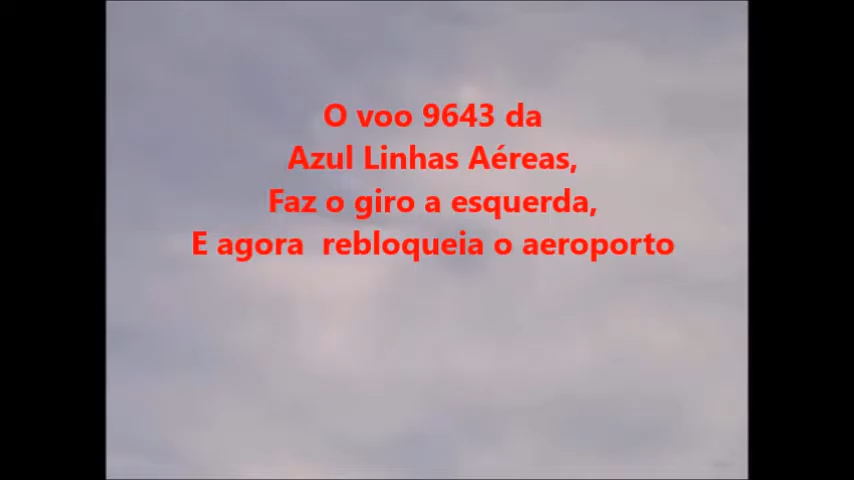 O voo 9643 da
Azul Linhas Aéreas,
Faz o giro a esquerda,
E agora rebloqueia o aeroporto